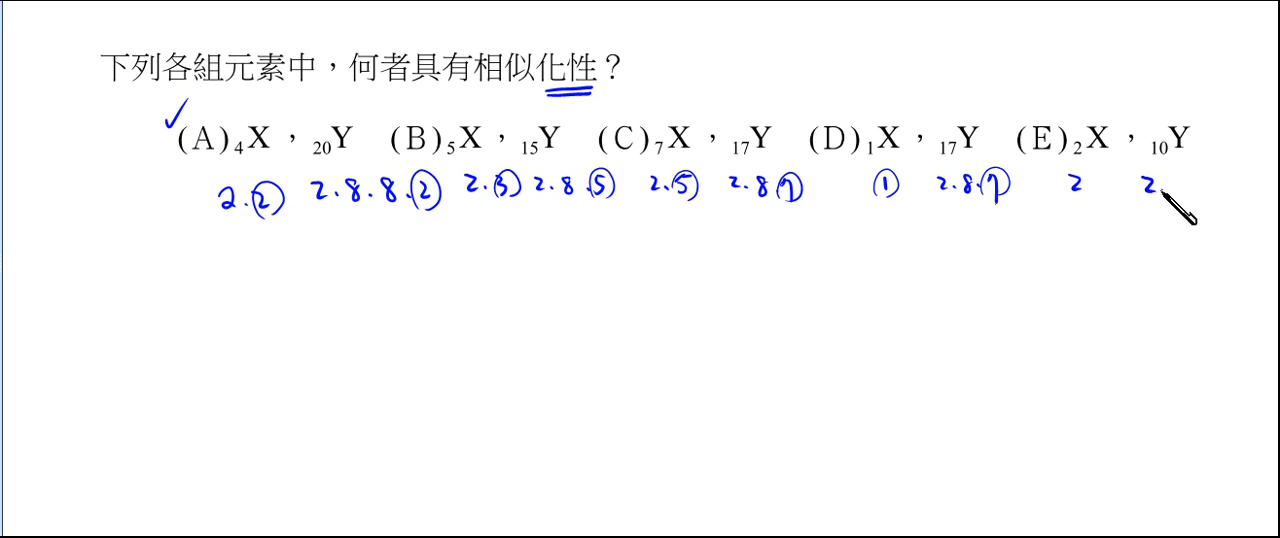 下列各組元素中，何者具有相似化性？
(A)₄X，₂₀Y (B)₅X，₁₅Y (C)₇X，₁₇Y (D)₁X，₁₇Y (E)₂X，₁₀Y
2.2 2.8.8.2 2.3 2.8.5 2.5 2.8.7 1 2.8.7 2 2.